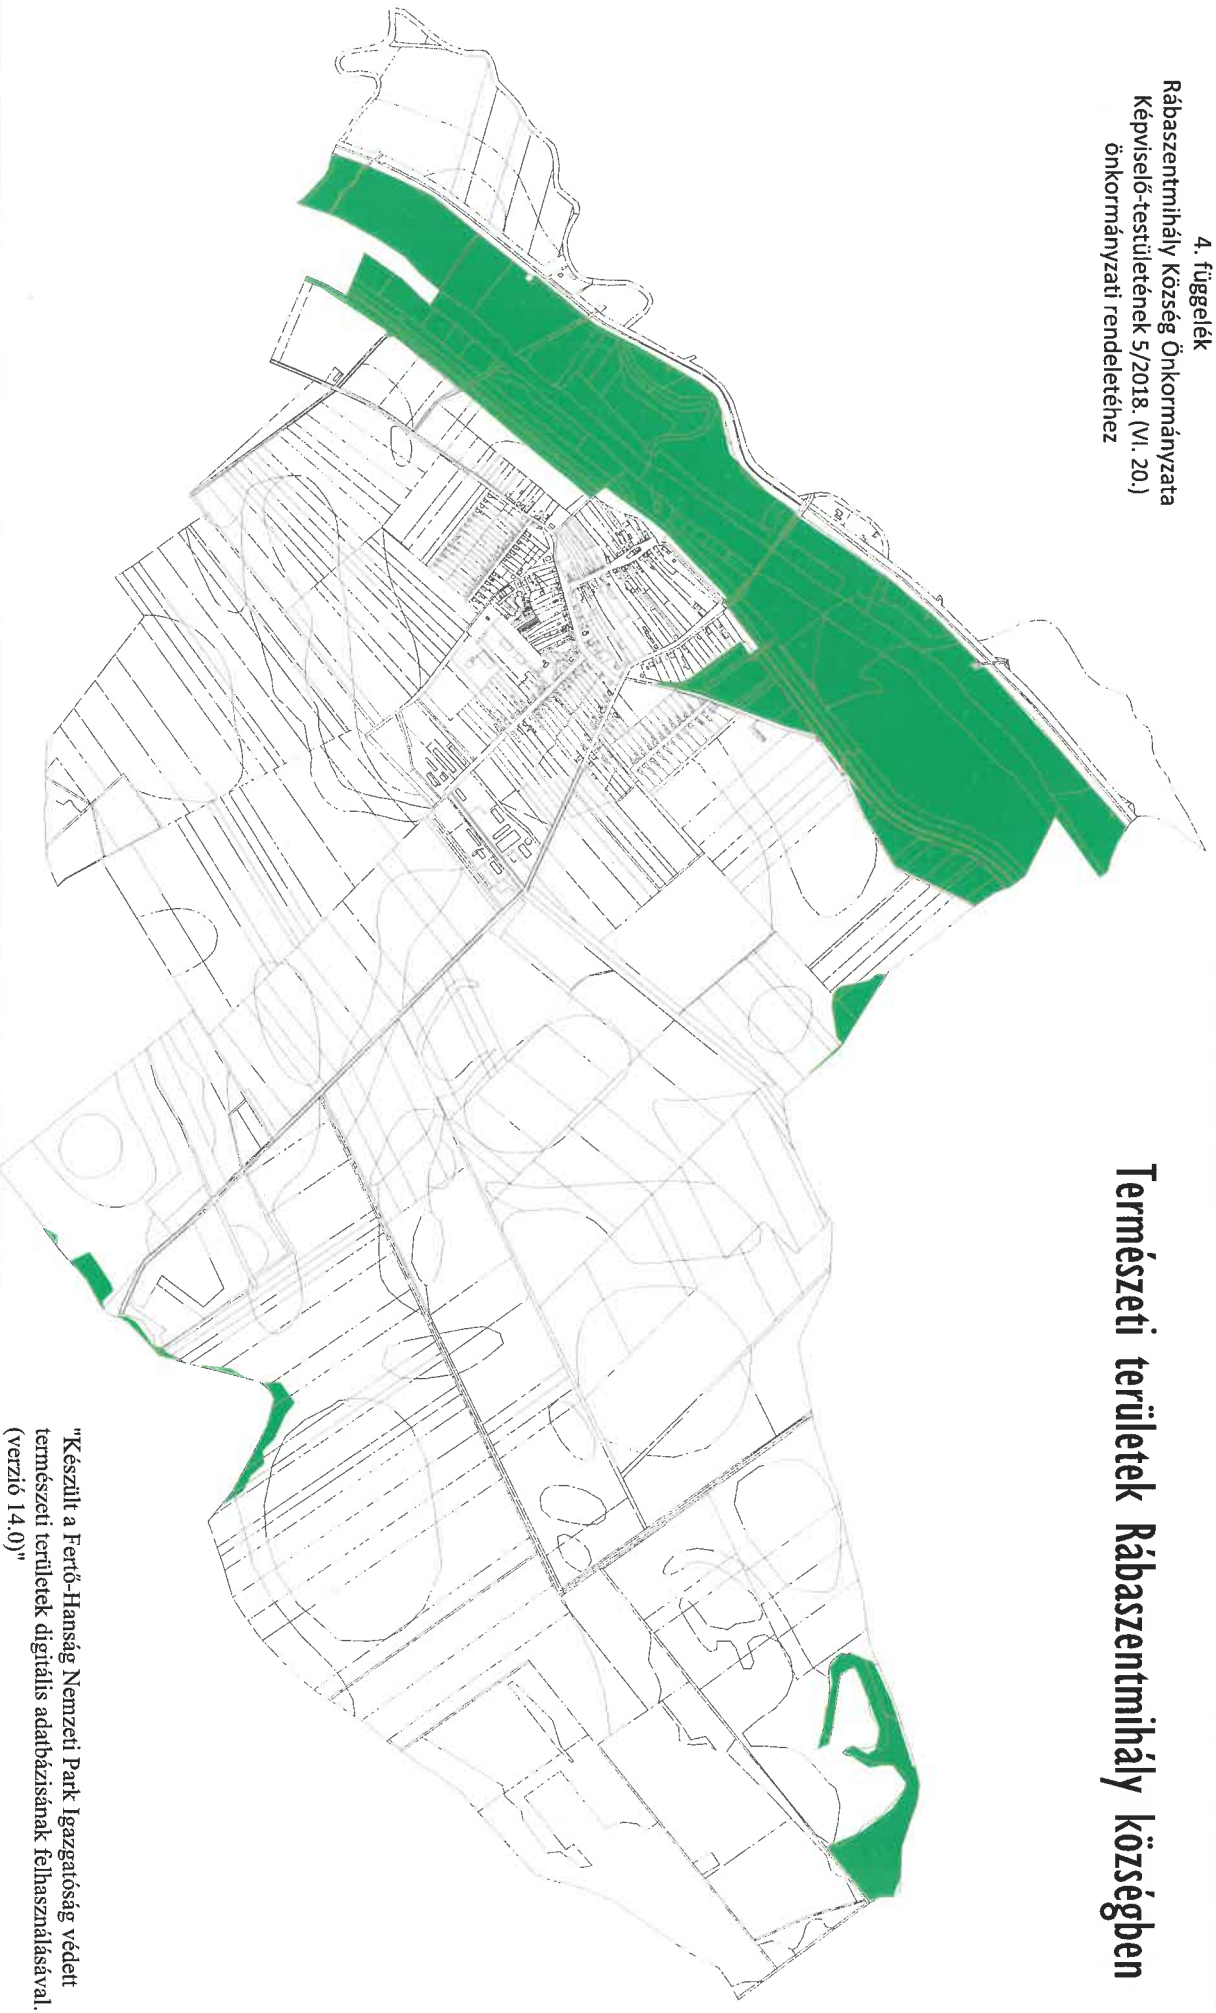 4. függelék
Rábaszentmihály Község Önkormányzata
Képviselő-testületének 5/2018. (VI. 20.)
önkormányzati rendeletéhez
Természeti területek Rábaszentmihály községben
"Készült a Fertő-Hanság Nemzeti Park Igazgatóság védett
természeti területek digitális adatbázisának felhasználásával.
(verzió 14.0)"